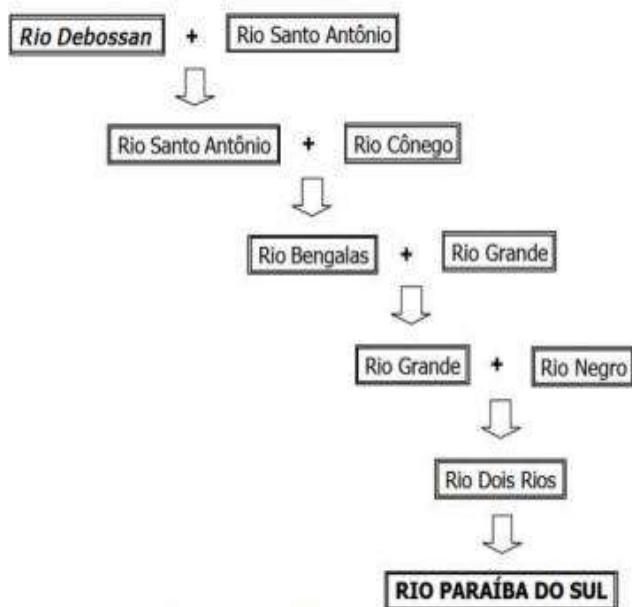 Rio Debossan + Rio Santo Antônio
Rio Santo Antônio + Rio Cônego
Rio Bengalas + Rio Grande
Rio Grande + Rio Negro
Rio Dois Rios
RIO PARAÍBA DO SUL